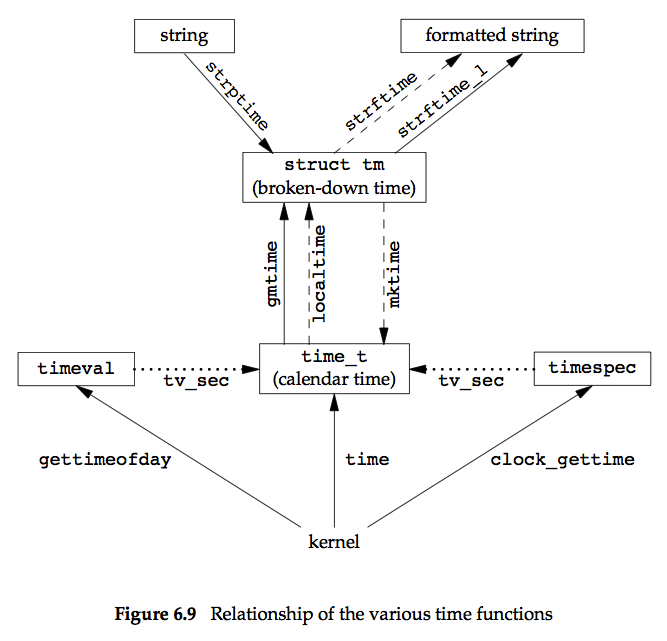 string
formatted string
strptime
strftime
strftime_l
struct tm
(broken-down time)
gmtime
localtime
mktime
timeval
tv_sec
time_t
(calendar time)
tv_sec
timespec
gettimeofday
time
clock_gettime
kernel
Figure 6.9 Relationship of the various time functions